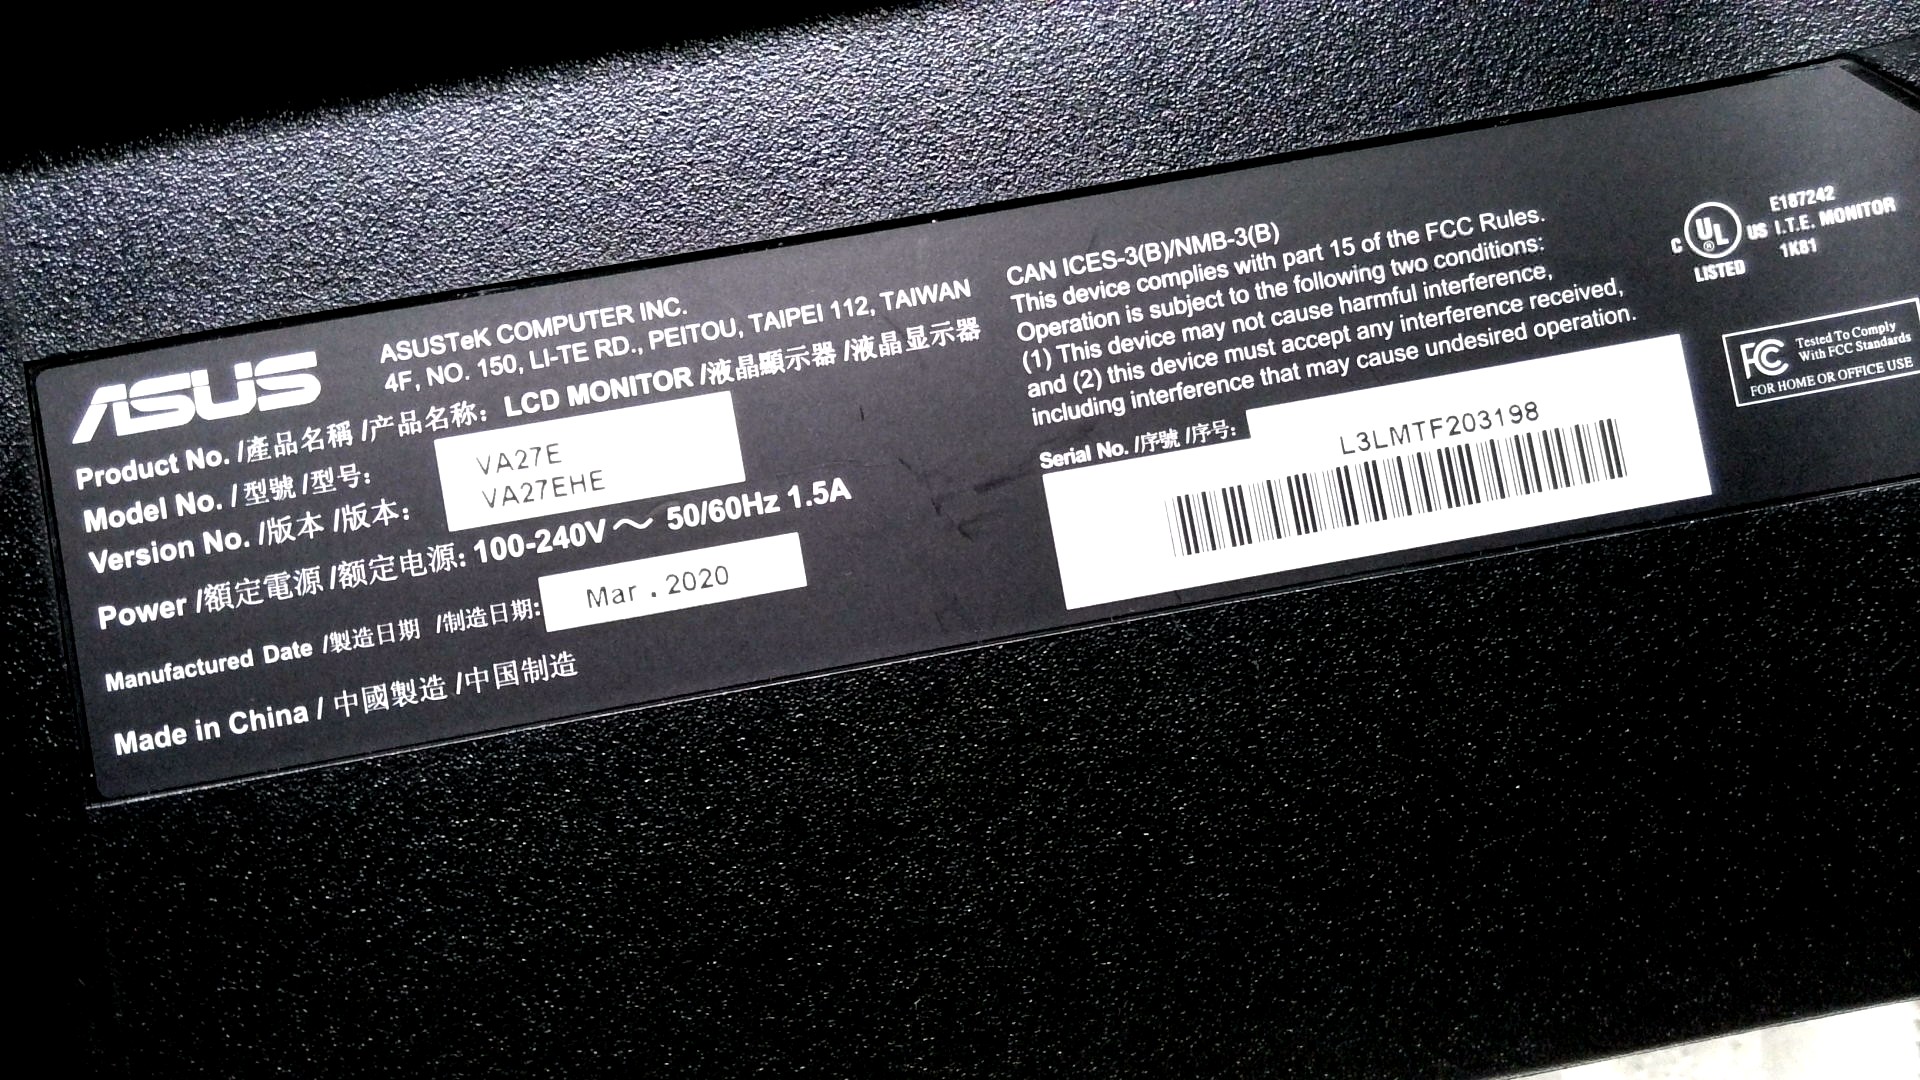 ASUS
ASUSTeK COMPUTER INC.
4F, NO. 150, LI-TE RD., PEITOU, TAIPEI 112, TAIWAN
Product No. /產品名稱 /产品名称: LCD MONITOR /液晶顯示器 /液晶显示器
Model No. /型號 /型号: VA27E
Version No. /版本 /版本: VA27EHE
Power /額定電源 /额定电源: 100-240V～ 50/60Hz 1.5A
Manufactured Date /製造日期 /制造日期: Mar . 2020
Made in China / 中國製造 /中国制造
CAN ICES-3(B)/NMB-3(B)
This device complies with part 15 of the FCC Rules.
Operation is subject to the following two conditions:
(1) This device may not cause harmful interference,
and (2) this device must accept any interference received,
including interference that may cause undesired operation.
Serial No. /序號 /序号: L3LMTF203198
C UL ® US
LISTED
E187242
I.T.E. MONITOR
1K81
FC Tested To Comply
With FCC Standards
FOR HOME OR OFFICE USE